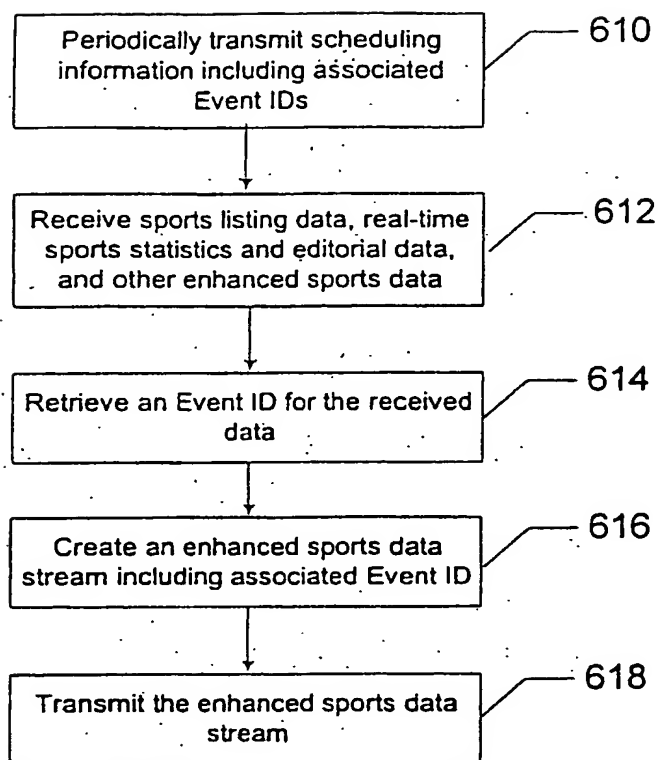 Periodically transmit scheduling
information including associated
Event IDs
610
Receive sports listing data, real-time
sports statistics and editorial data,
and other enhanced sports data
612
Retrieve an Event ID for the received
data
614
Create an enhanced sports data
stream including associated Event ID
616
Transmit the enhanced sports data
stream
618